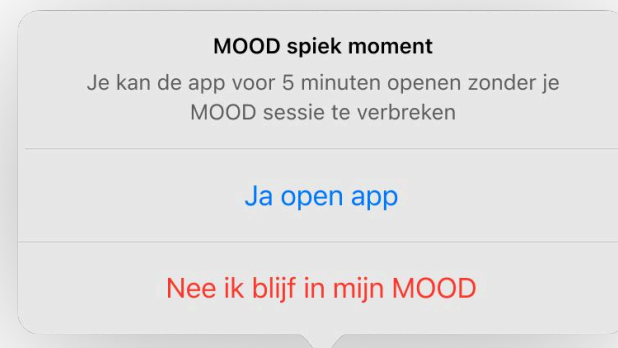 MOOD spiek moment
Je kan de app voor 5 minuten openen zonder je
MOOD sessie te verbreken
Ja open app
Nee ik blijf in mijn MOOD